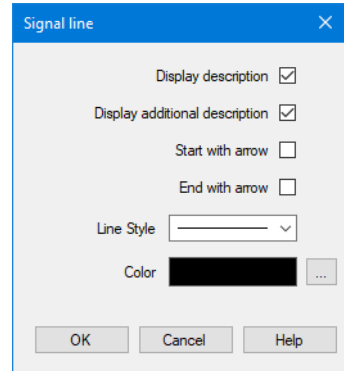 Signal line
Display description
Display additional description
Start with arrow
End with arrow
Line Style
Color
...
OK Cancel Help